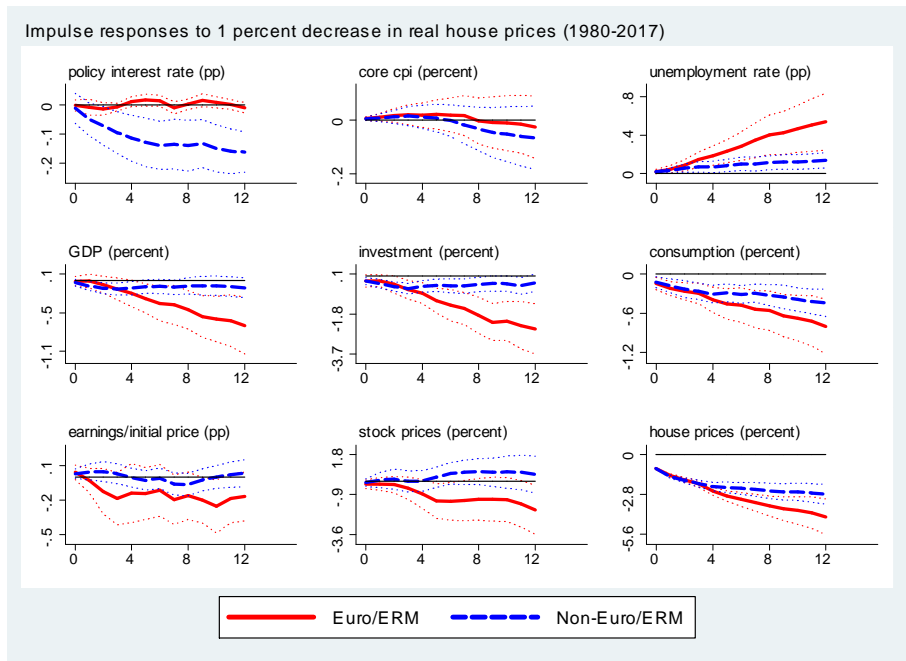 Impulse responses to 1 percent decrease in real house prices (1980-2017)
policy interest rate (pp)
0
-.1
-.2
0 4 8 12
core cpi (percent)
0
-.2
0 4 8 12
unemployment rate (pp)
.8
.4
0
0 4 8 12
GDP (percent)
.1
-.5
-1.1
0 4 8 12
investment (percent)
.1
-1.8
-3.7
0 4 8 12
consumption (percent)
0
-.6
-1.2
0 4 8 12
earnings/initial price (pp)
.1
-.2
-.5
0 4 8 12
stock prices (percent)
1.8
-.9
-3.6
0 4 8 12
house prices (percent)
0
-2.8
-5.6
0 4 8 12
Euro/ERM Non-Euro/ERM